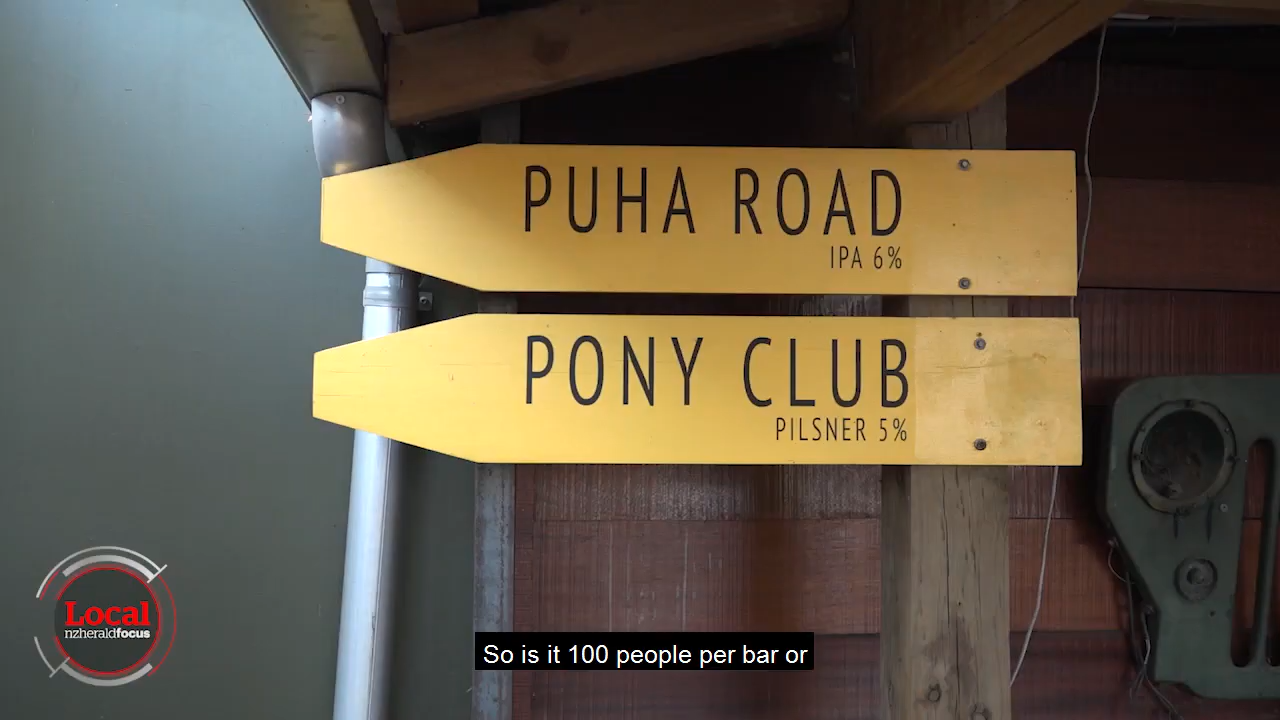 PUHA ROAD
IPA 6%
PONY CLUB
PILSNER 5%
Local
nzheraldfocus
So is it 100 people per bar or